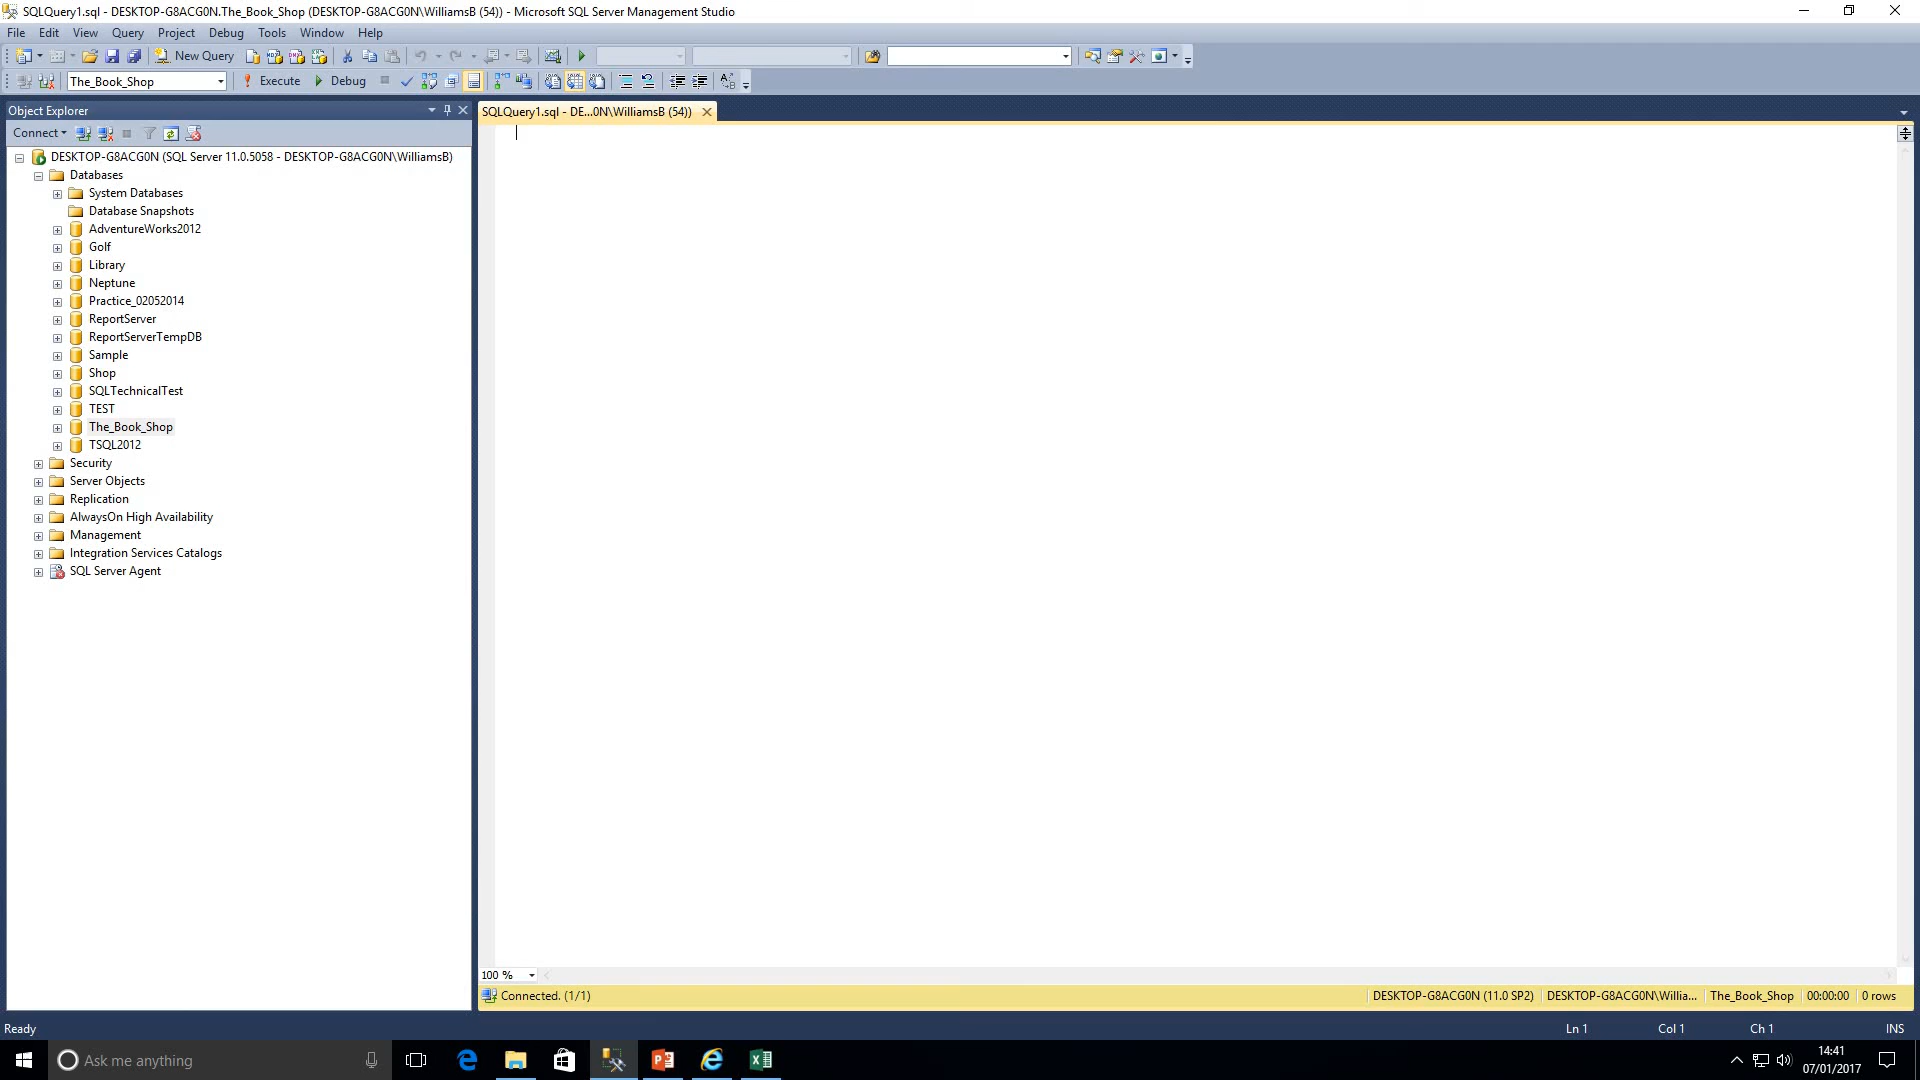 SQLQuery1.sql - DESKTOP-G8ACG0N.The_Book_Shop (DESKTOP-G8ACG0N\WilliamsB (54)) - Microsoft SQL Server Management Studio
File Edit View Query Project Debug Tools Window Help
New Query
The_Book_Shop Execute Debug
Object Explorer
SQLQuery1.sql - DE...0N\WilliamsB (54))
Connect
DESKTOP-G8ACG0N (SQL Server 11.0.5058 - DESKTOP-G8ACG0N\WilliamsB)
Databases
System Databases
Database Snapshots
AdventureWorks2012
Golf
Library
Neptune
Practice_02052014
ReportServer
ReportServerTempDB
Sample
Shop
SQLTechnicalTest
TEST
The_Book_Shop
TSQL2012
Security
Server Objects
Replication
AlwaysOn High Availability
Management
Integration Services Catalogs
SQL Server Agent
100 %
Connected. (1/1) DESKTOP-G8ACG0N (11.0 SP2) DESKTOP-G8ACG0N\Willia... The_Book_Shop 00:00:00 0 rows
Ready Ln 1 Col 1 Ch 1 INS
Ask me anything
14:41
07/01/2017